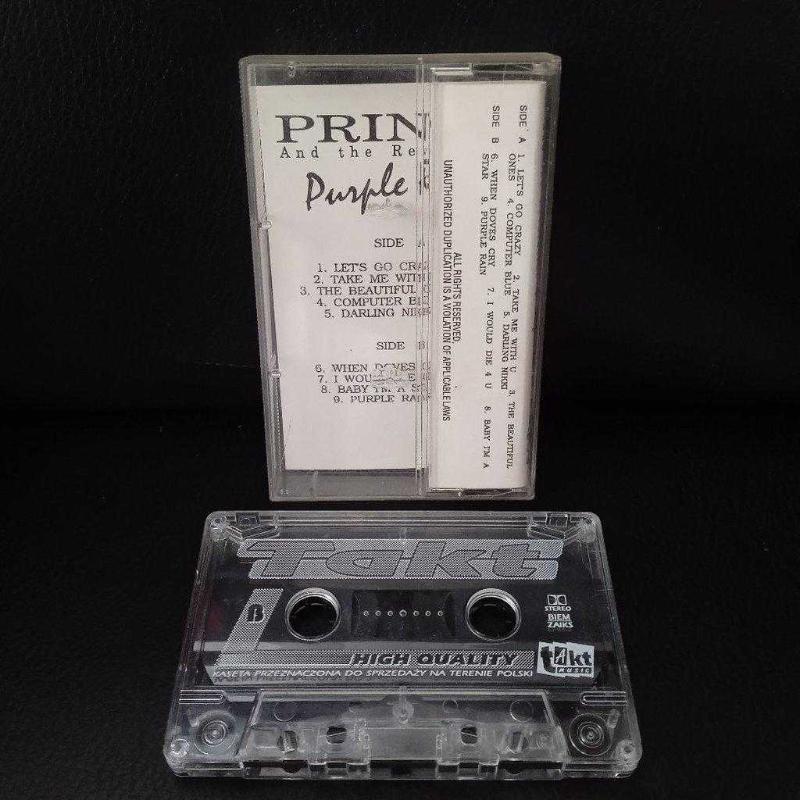 PRIN
And the Re
Purple
SIDE A
1. LET'S GO CRA
2. TAKE ME WITH U
3. THE BEAUTIFUL
4. COMPUTER BL
5. DARLING NIKK
SIDE B
6. WHEN DOVES
7. I WOU
8. BABY I'M A S
9. PURPLE RAI
ALL RIGHTS RESERVED.
UNAUTHORIZED DUPLICATION IS A VIOLATION OF APPLICABLE LAWS
SIDE A 1. LET'S GO CRAZY 2. TAKE ME WITH U 3. THE BEAUTIFUL
ONES 4. COMPUTER BLUE 5. DARLING NIKKI
SIDE B 6. WHEN DOVES CRY 7. I WOULD DIE 4 U 8. BABY I'M A
STAR 9. PURPLE RAIN
Takt
B
STEREO
BIEM
ZAIKS
HIGH QUALITY
takt
MUSIC
KASETA PRZEZNACZONA DO SPRZEDAŻY NA TERENIE POLSKI